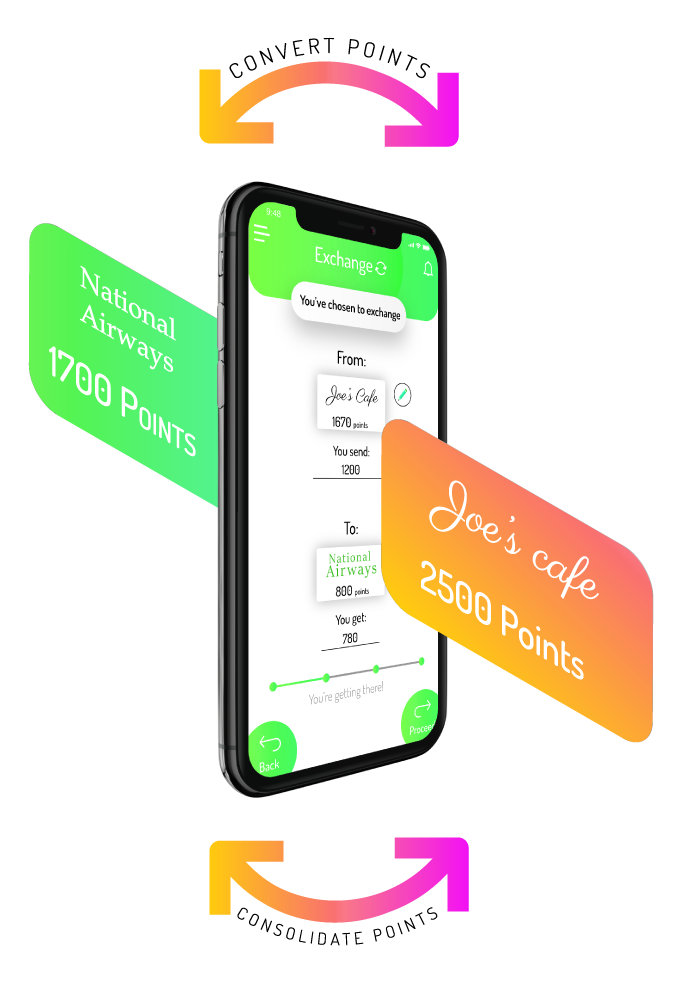 CONVERT POINTS
9:48
Exchange
You've chosen to exchange
National
Airways
1700 POINTS
From:
Joe's Cafe
1670 points
You send:
1200
Joe's cafe
2500 Points
To:
National
Airways
800 points
You get:
780
You're getting there!
Back
Proceed
CONSOLIDATE POINTS